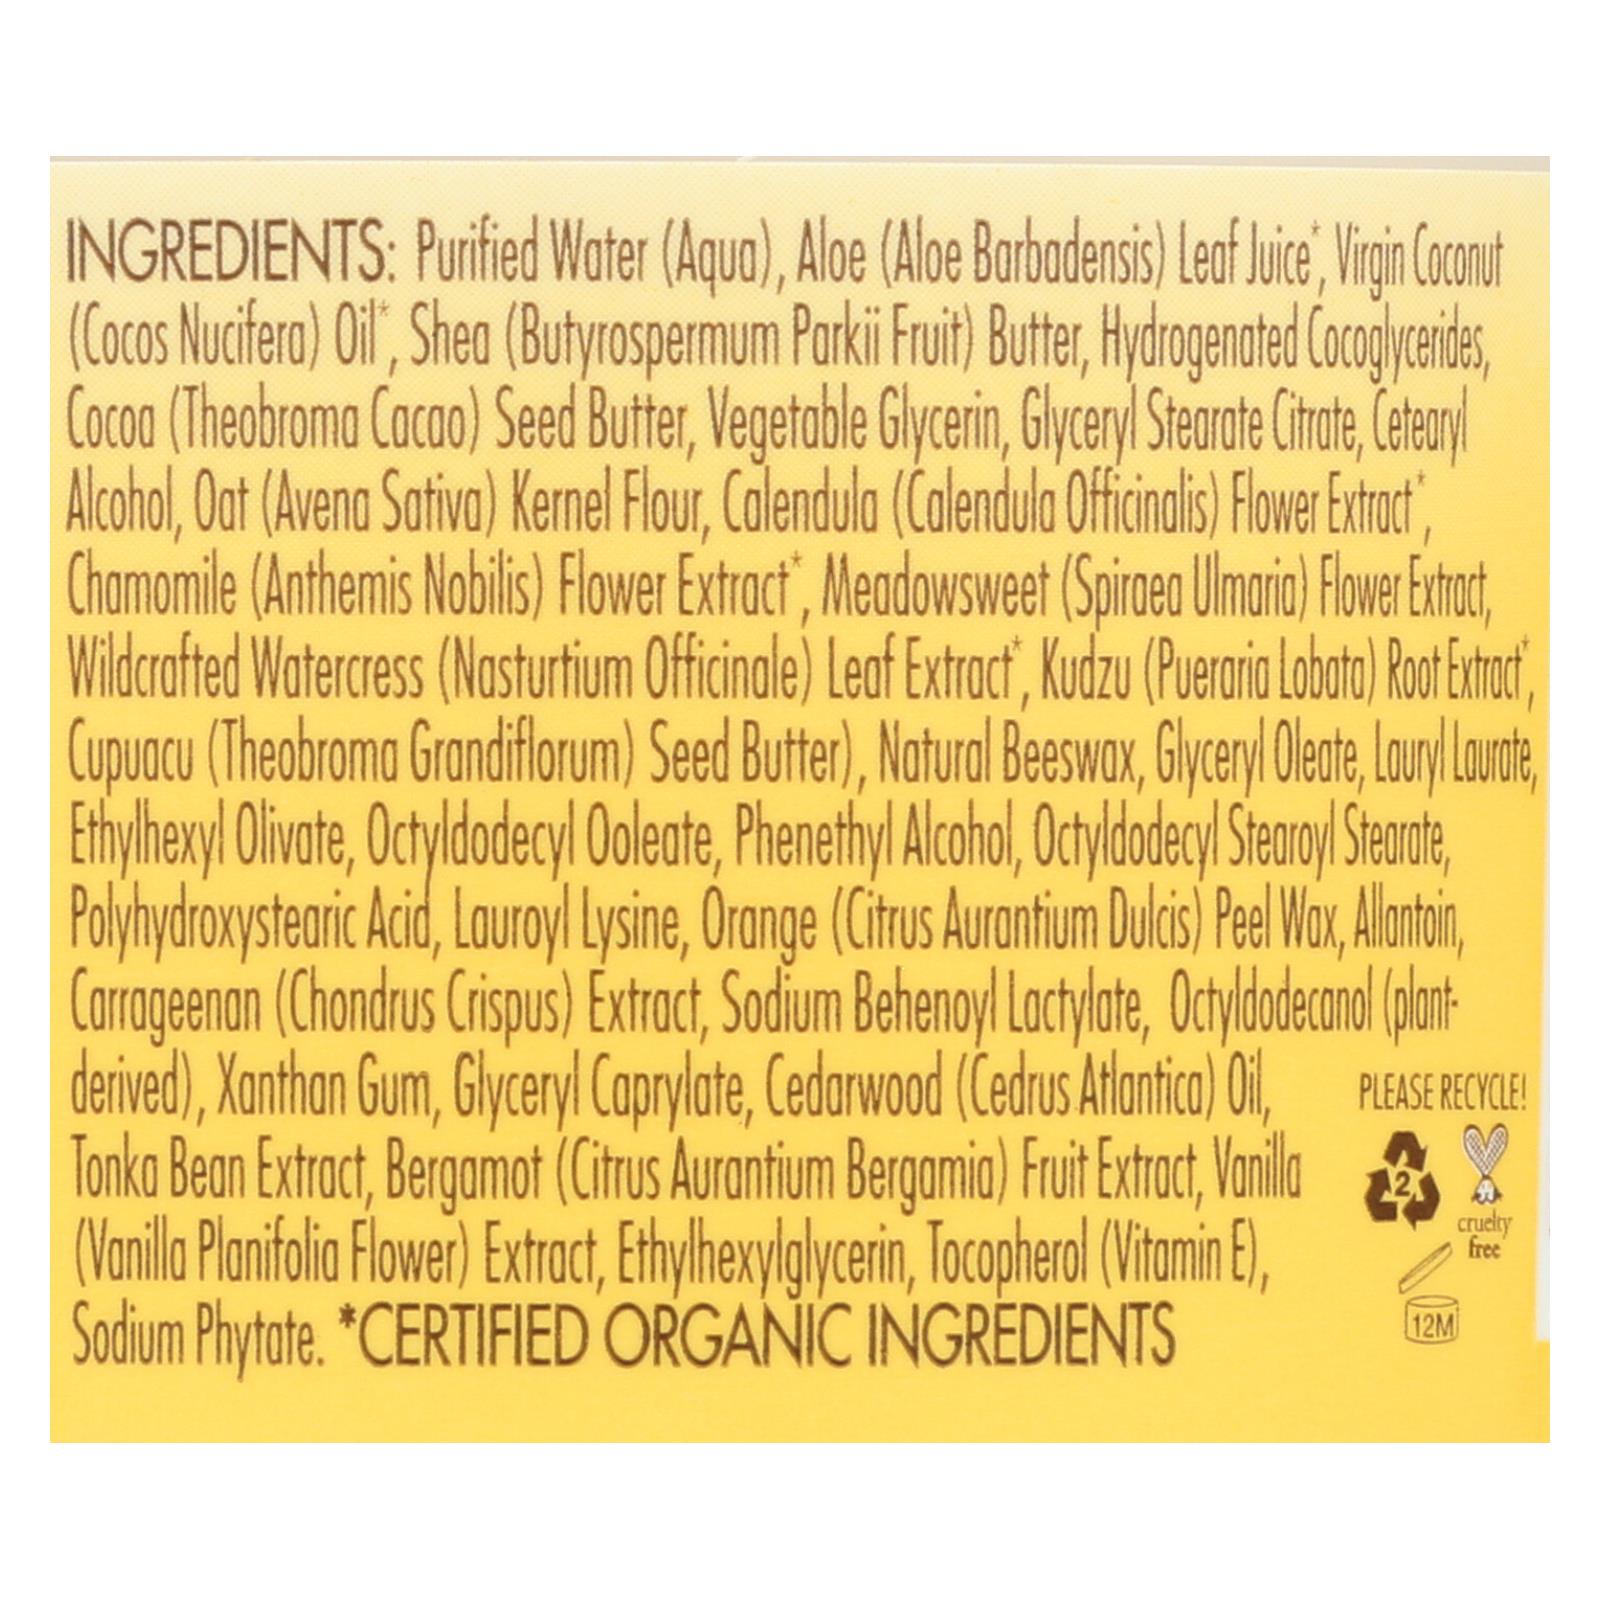 INGREDIENTS: Purified Water (Aqua), Aloe (Aloe Barbadensis) Leaf Juice*, Virgin Coconut
(Cocos Nucifera) Oil*, Shea (Butyrospermum Parkii Fruit) Butter, Hydrogenated Cocoglycerides,
Cocoa (Theobroma Cacao) Seed Butter, Vegetable Glycerin, Glyceryl Stearate Citrate, Cetearyl
Alcohol, Oat (Avena Sativa) Kernel Flour, Calendula (Calendula Officinalis) Flower Extract*,
Chamomile (Anthemis Nobilis) Flower Extract*, Meadowsweet (Spiraea Ulmaria) Flower Extract,
Wildcrafted Watercress (Nasturtium Officinale) Leaf Extract*, Kudzu (Pueraria Lobata) Root Extract*,
Cupuacu (Theobroma Grandiflorum) Seed Butter), Natural Beeswax, Glyceryl Oleate, Lauryl Laurate,
Ethylhexyl Olivate, Octyldodecyl Ooleate, Phenethyl Alcohol, Octyldodecyl Stearoyl Stearate,
Polyhydroxystearic Acid, Lauroyl Lysine, Orange (Citrus Aurantium Dulcis) Peel Wax, Allantoin,
Carrageenan (Chondrus Crispus) Extract, Sodium Behenoyl Lactylate, Octyldodecanol (plant-
derived), Xanthan Gum, Glyceryl Caprylate, Cedarwood (Cedrus Atlantica) Oil,
Tonka Bean Extract, Bergamot (Citrus Aurantium Bergamia) Fruit Extract, Vanilla
(Vanilla Planifolia Flower) Extract, Ethylhexylglycerin, Tocopherol (Vitamin E),
Sodium Phytate. *CERTIFIED ORGANIC INGREDIENTS
PLEASE RECYCLE!
2
cruelty
free
12M